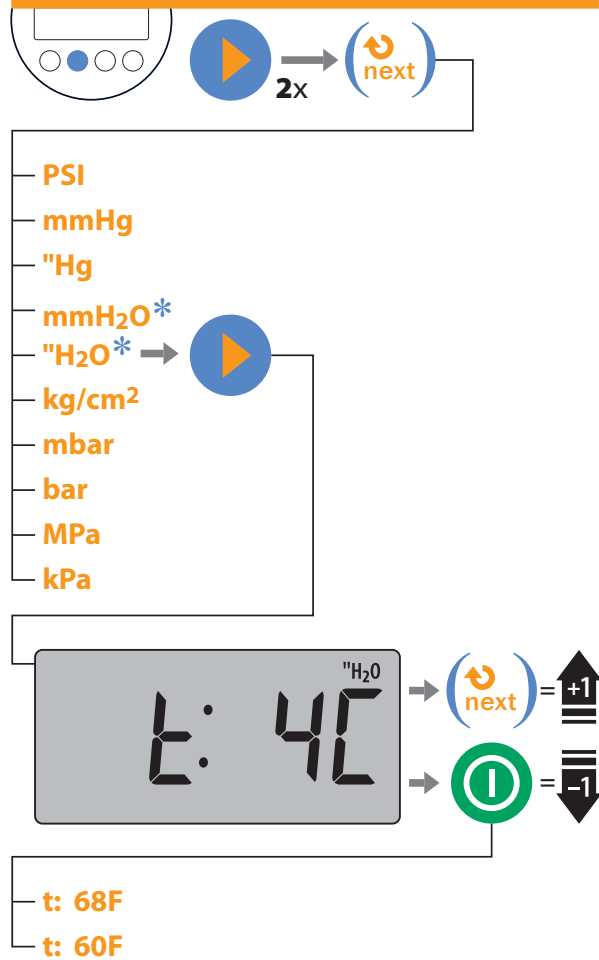 next
2x
PSI
mmHg
"Hg
mmH₂O*
"H₂O*
kg/cm²
mbar
bar
MPa
kPa
"H₂O
t: 4C
next
= +1
= –1
t: 68F
t: 60F